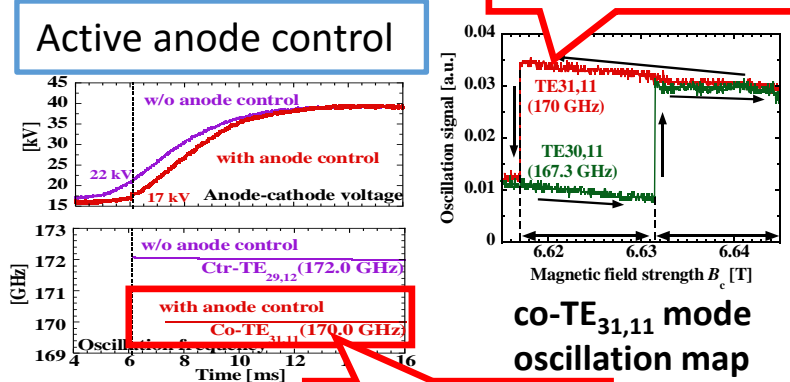 Active anode control
45
40
35
30
25
20
15
[kV]
w/o anode control
with anode control
22 kV
17 kV
Anode-cathode voltage
173
172
171
170
169
[GHz]
w/o anode control
Ctr-TE29,12 (172.0 GHz)
with anode control
Co-TE31,11 (170.0 GHz)
Oscillation frequency
4 6 8 10 12 14 16
Time [ms]
0.04
0.03
0.02
0.01
0
Oscillation signal [a.u.]
TE31,11
(170 GHz)
TE30,11
(167.3 GHz)
6.62 6.63 6.64
Magnetic field strength Bc [T]
co-TE31,11 mode
oscillation map